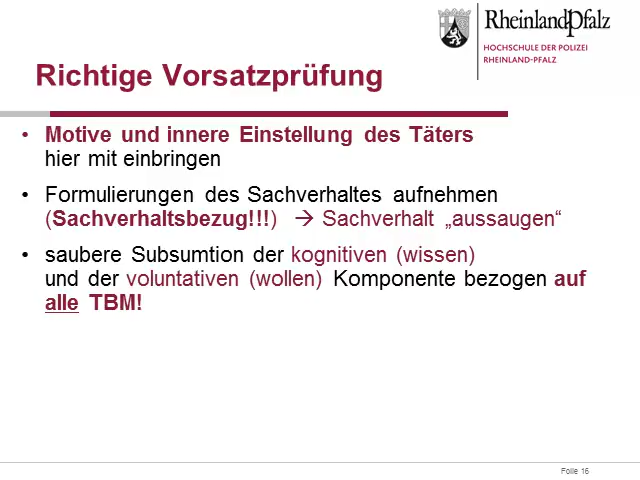 RheinlandPfalz
HOCHSCHULE DER POLIZEI
RHEINLAND-PFALZ
Richtige Vorsatzprüfung
• Motive und innere Einstellung des Täters
hier mit einbringen
• Formulierungen des Sachverhaltes aufnehmen
(Sachverhaltsbezug!!!) → Sachverhalt „aussaugen“
• saubere Subsumtion der kognitiven (wissen)
und der voluntativen (wollen) Komponente bezogen auf
alle TBM!
Folie 16